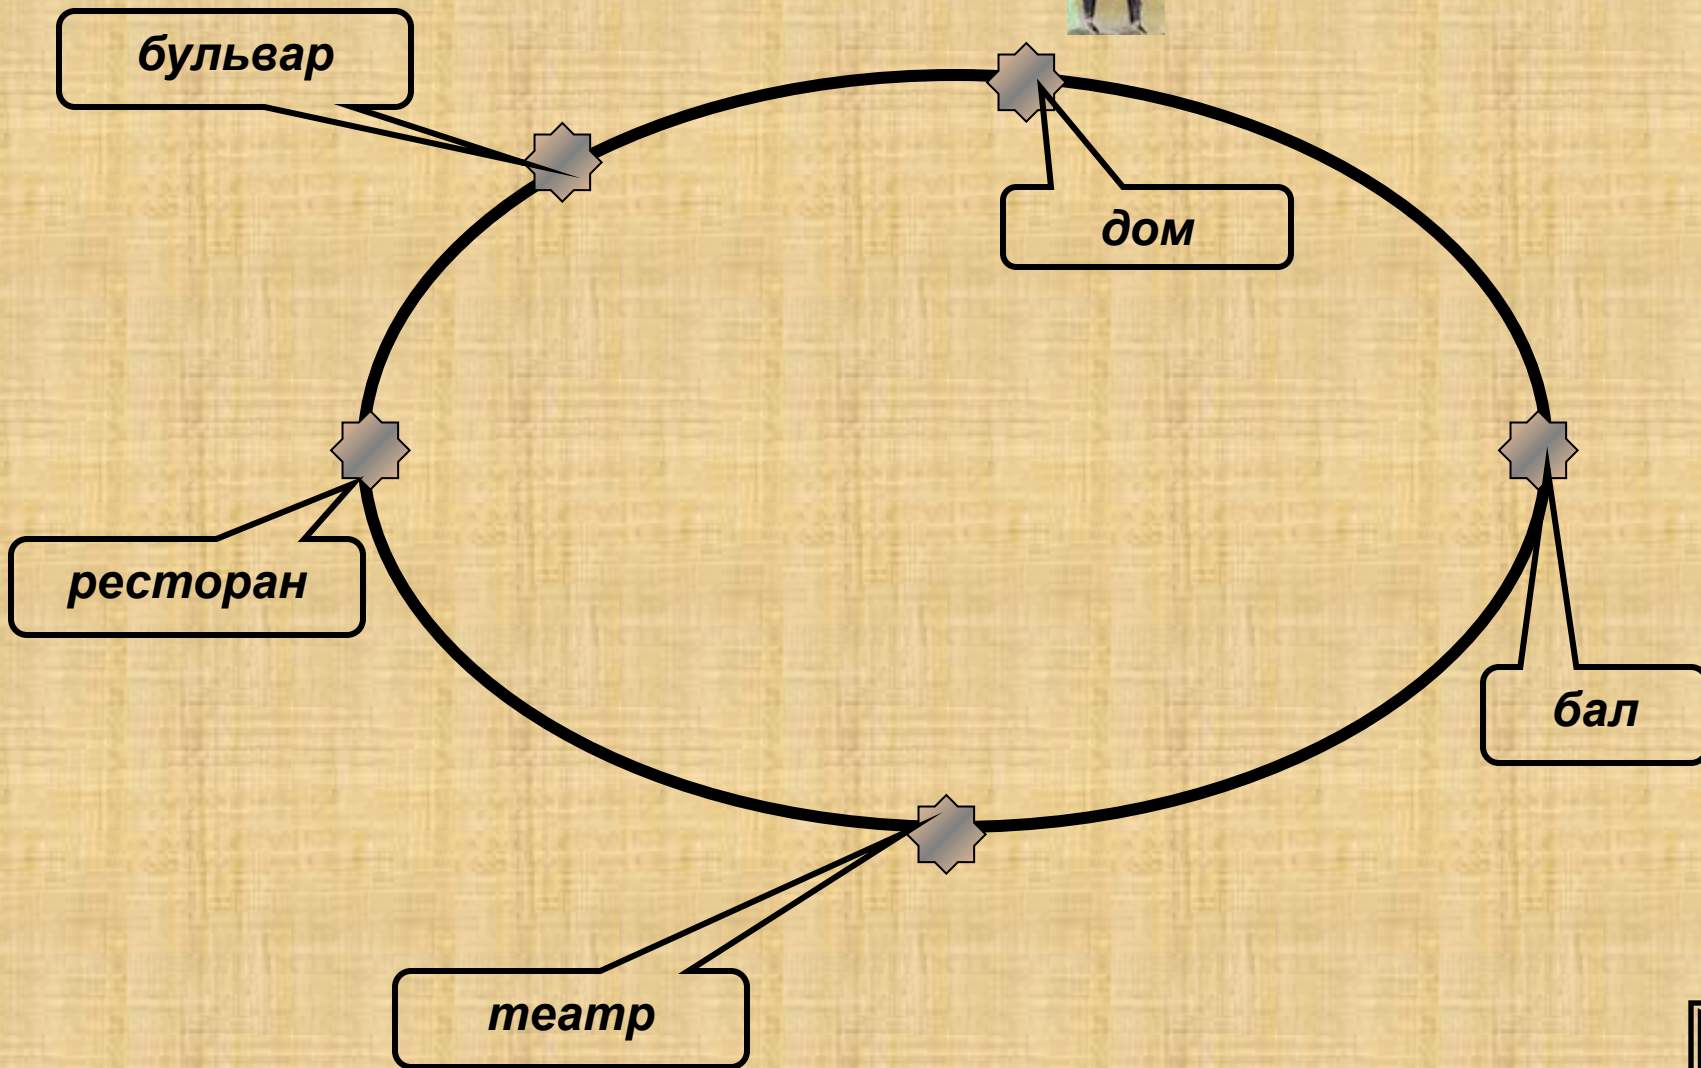 бульвар
дом
ресторан
бал
театр